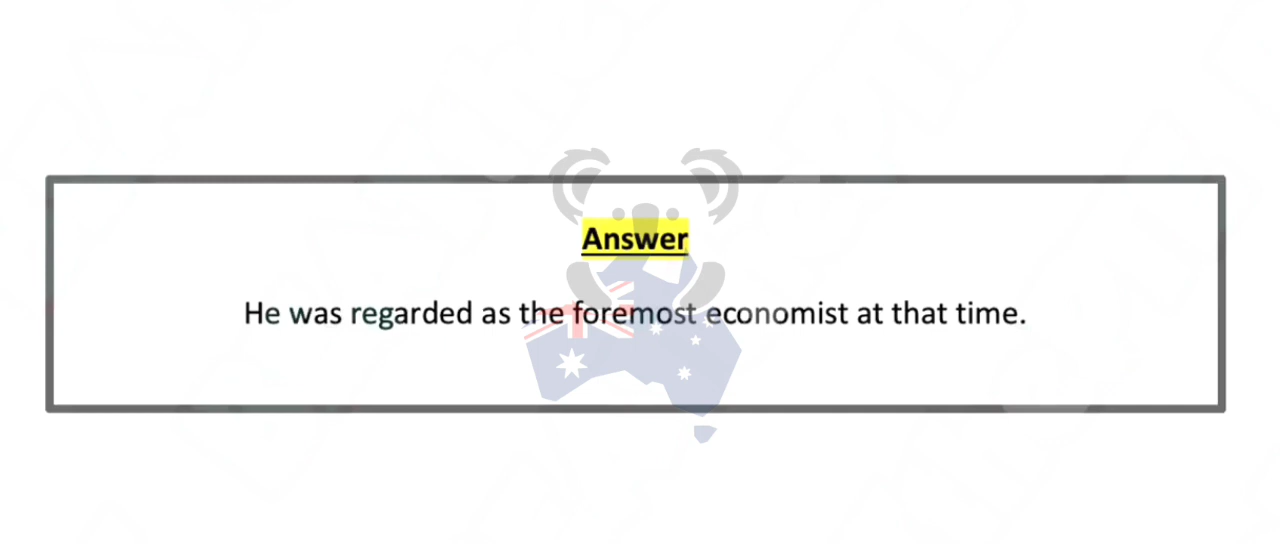 Answer
He was regarded as the foremost economist at that time.